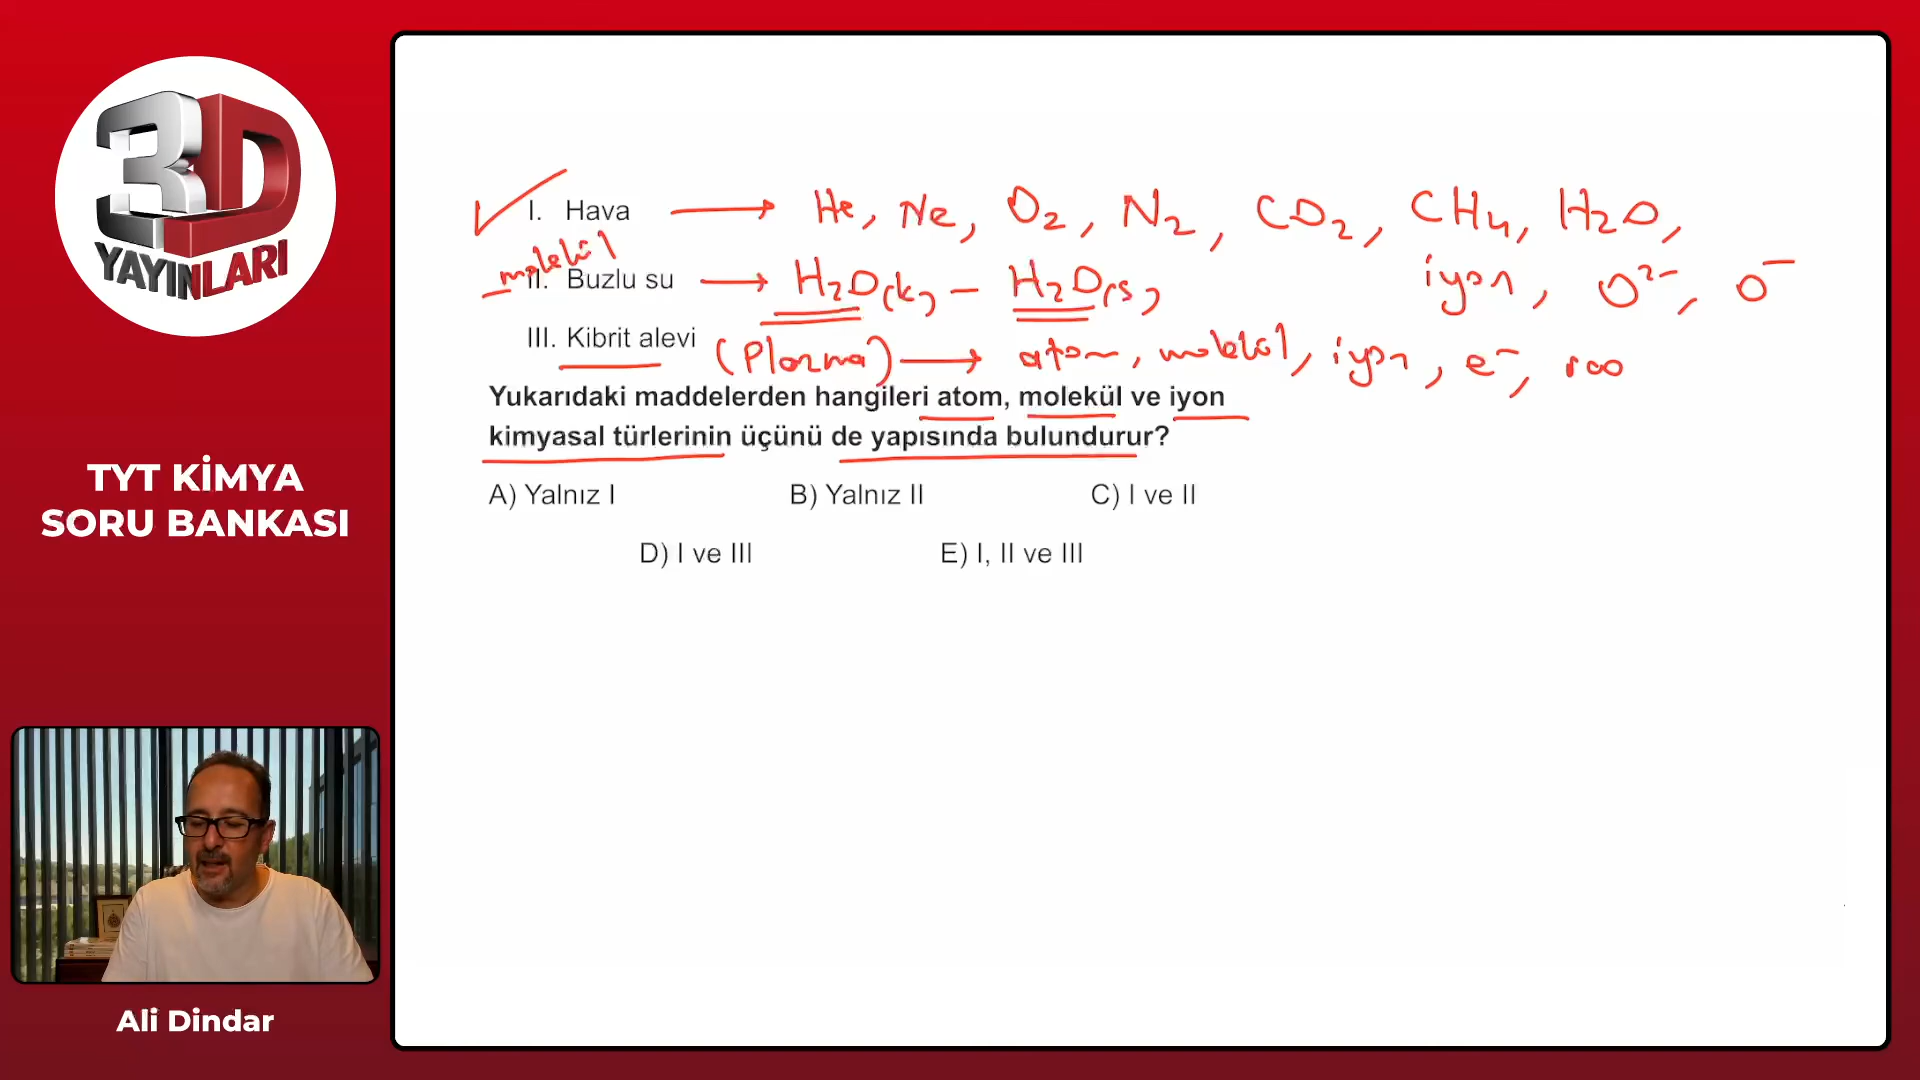 3D
YAYINLARI
TYT KİMYA
SORU BANKASI
Ali Dindar
I. Hava → He, Ne, O2, N2, CO2, CH4, H2O,
iyon, O²⁻, O⁻
molekül
II. Buzlu su → H2O(k) – H2O(s)
III. Kibrit alevi (Plazma) → atom, molekül, iyon, e⁻,
Yukarıdaki maddelerden hangileri atom, molekül ve iyon
kimyasal türlerinin üçünü de yapısında bulundurur?
A) Yalnız I B) Yalnız II C) I ve II
D) I ve III E) I, II ve III